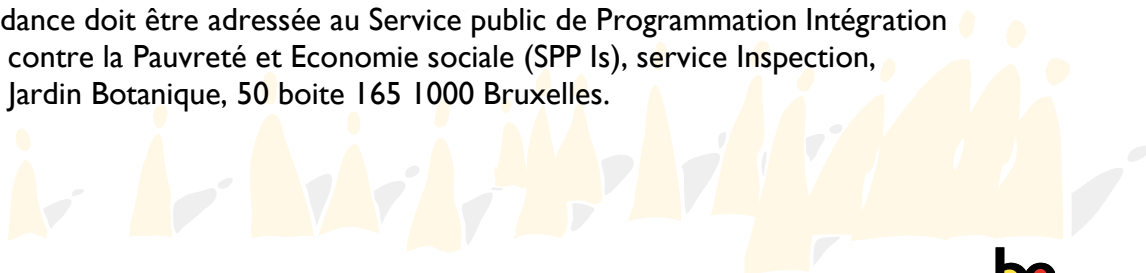 dance doit être adressée au Service public de Programmation Intégration
contre la Pauvreté et Economie sociale (SPP Is), service Inspection,
Jardin Botanique, 50 boite 165 1000 Bruxelles.
be